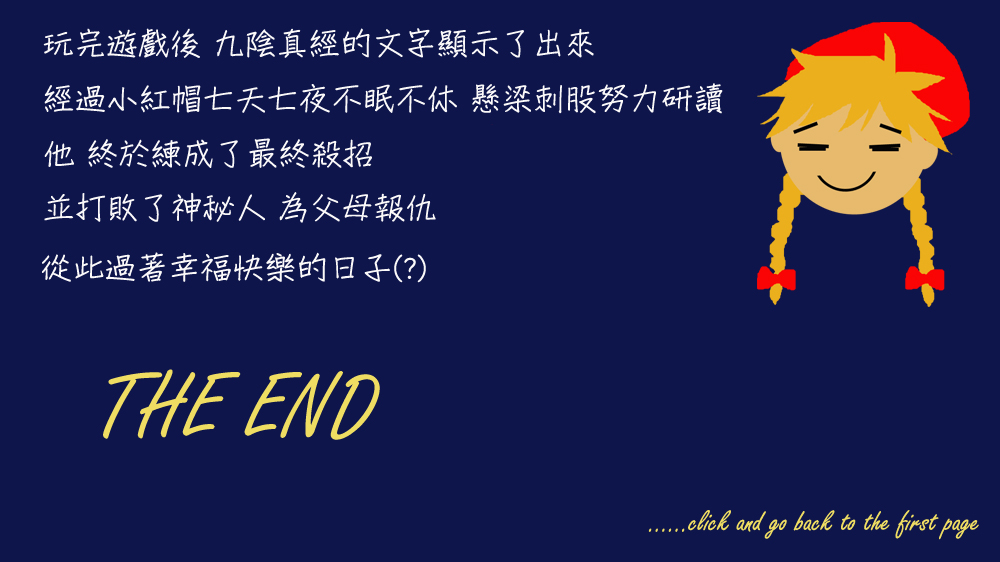 玩完遊戲後 九陰真經的文字顯示了出來
經過小紅帽七天七夜不眠不休 懸梁刺股努力研讀
他 終於練成了最終殺招
並打敗了神秘人 為父母報仇
從此過著幸福快樂的日子(?)
THE END
......click and go back to the first page